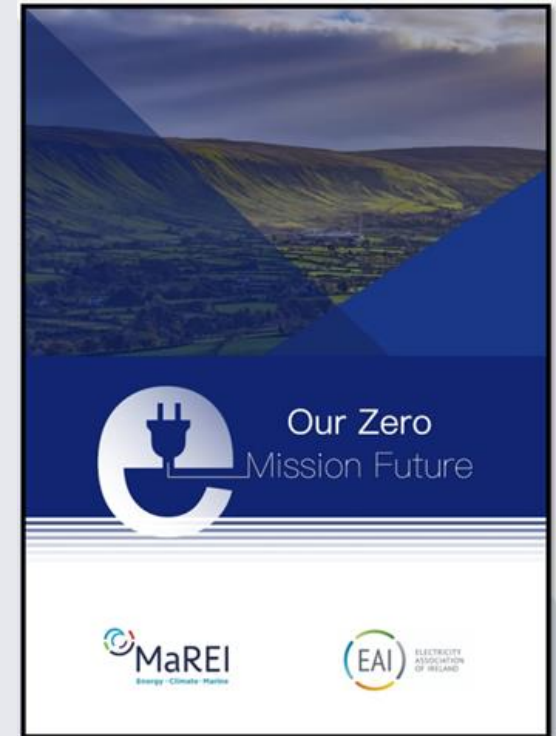 Our Zero
e Mission Future
MaREI
Energy - Climate - Marine
EAI
ELECTRICITY
ASSOCIATION
OF IRELAND